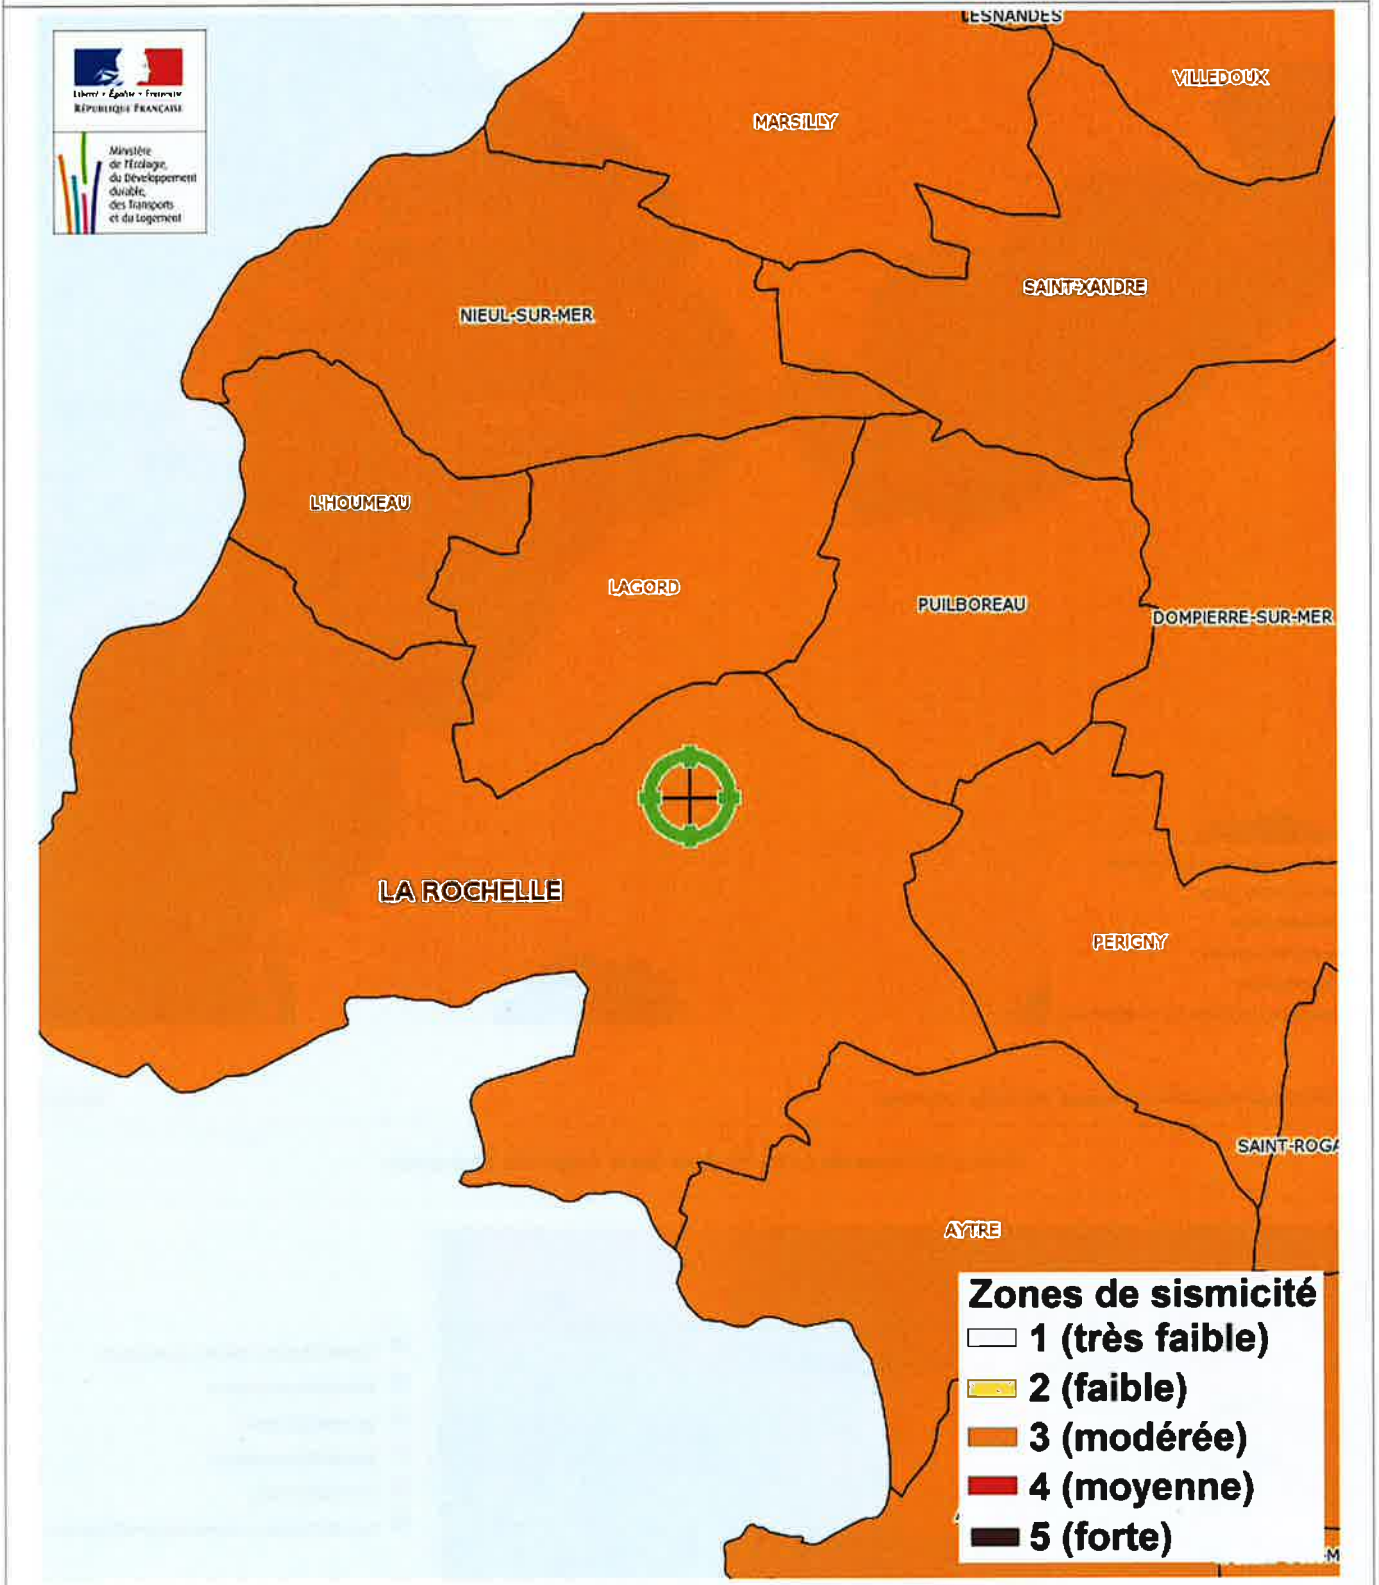 Liberté • Égalité • Fraternité
RÉPUBLIQUE FRANÇAISE
Ministère
de l'Écologie,
du Développement
durable,
des Transports
et du Logement
ESNANDES
VILLEDOUX
MARSILLY
SAINT-XANDRE
NIEUL-SUR-MER
L'HOUMEAU
LAGORD
PUILBOREAU
DOMPIERRE-SUR-MER
LA ROCHELLE
PERIGNY
SAINT-ROGA
AYTRE
Zones de sismicité
1 (très faible)
2 (faible)
3 (modérée)
4 (moyenne)
5 (forte)